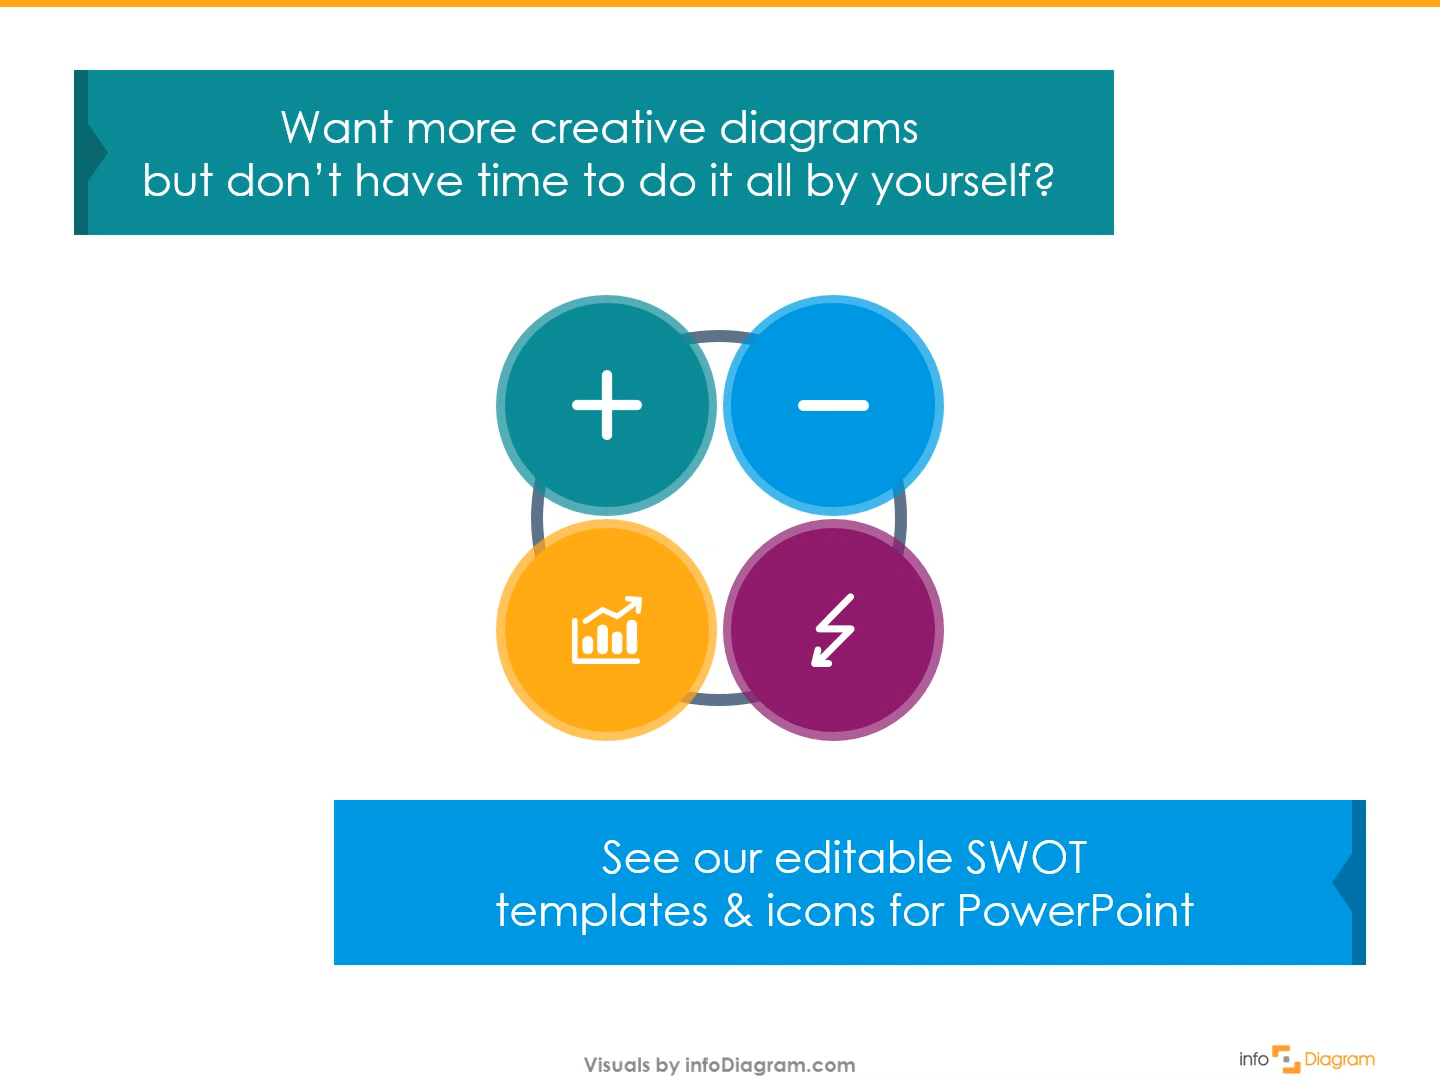 Want more creative diagrams
but don’t have time to do it all by yourself?
See our editable SWOT
templates & icons for PowerPoint
Visuals by infoDiagram.com
info Diagram